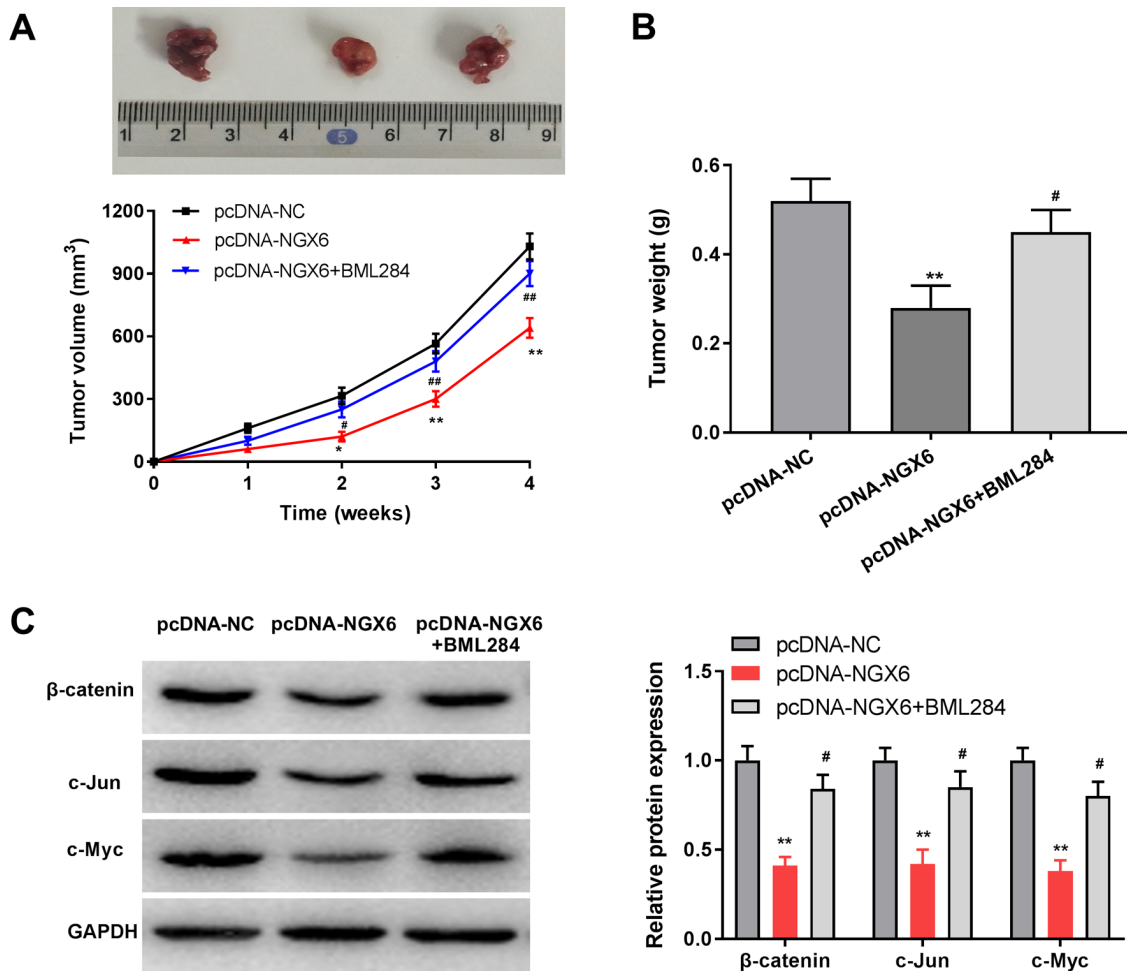 A
1 2 3 4 5 6 7 8 9
pcDNA-NC
pcDNA-NGX6
pcDNA-NGX6+BML284
Tumor volume (mm³)
1200
900
600
300
0
#
*
##
**
##
**
0 1 2 3 4
Time (weeks)
B
Tumor weight (g)
0.6
0.4
0.2
0.0
**
#
pcDNA-NC
pcDNA-NGX6
pcDNA-NGX6+BML284
C
pcDNA-NC pcDNA-NGX6 pcDNA-NGX6
+BML284
β-catenin
c-Jun
c-Myc
GAPDH
pcDNA-NC
pcDNA-NGX6
pcDNA-NGX6+BML284
Relative protein expression
1.5
1.0
0.5
0.0
** # ** # ** #
β-catenin c-Jun c-Myc